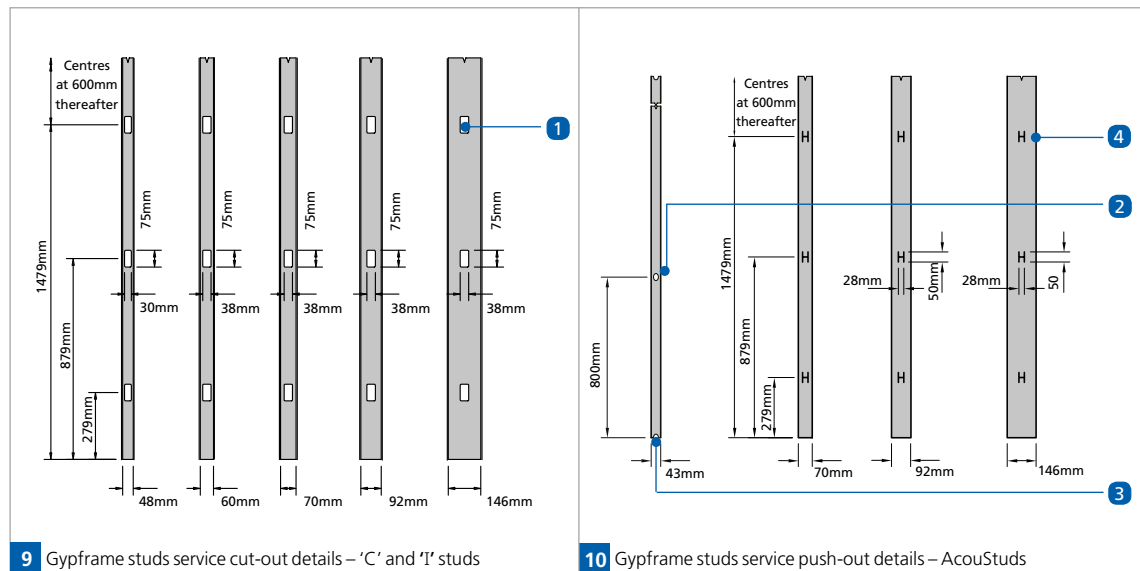 Centres
at 600mm
thereafter
1
75mm
75mm
75mm
75mm
75mm
1479mm
30mm
38mm
38mm
38mm
38mm
879mm
279mm
48mm
60mm
70mm
92mm
146mm
9 Gypframe studs service cut-out details – ‘C’ and ‘I’ studs
Centres
at 600mm
thereafter
4
2
1479mm
28mm
50mm
28mm
50
879mm
800mm
279mm
43mm
70mm
92mm
146mm
3
10 Gypframe studs service push-out details – AcouStuds